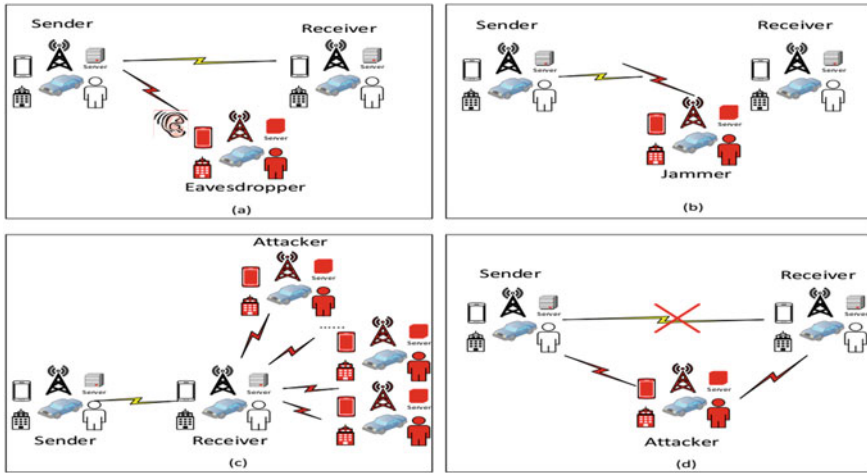 Sender
Receiver
Server
Server
Server
Eavesdropper
(a)
Sender
Receiver
Server
Server
Server
Jammer
(b)
Attacker
Server
......
Server
Server
Server
Server
Sender
Receiver
(c)
Sender
Receiver
Server
Server
Server
Attacker
(d)